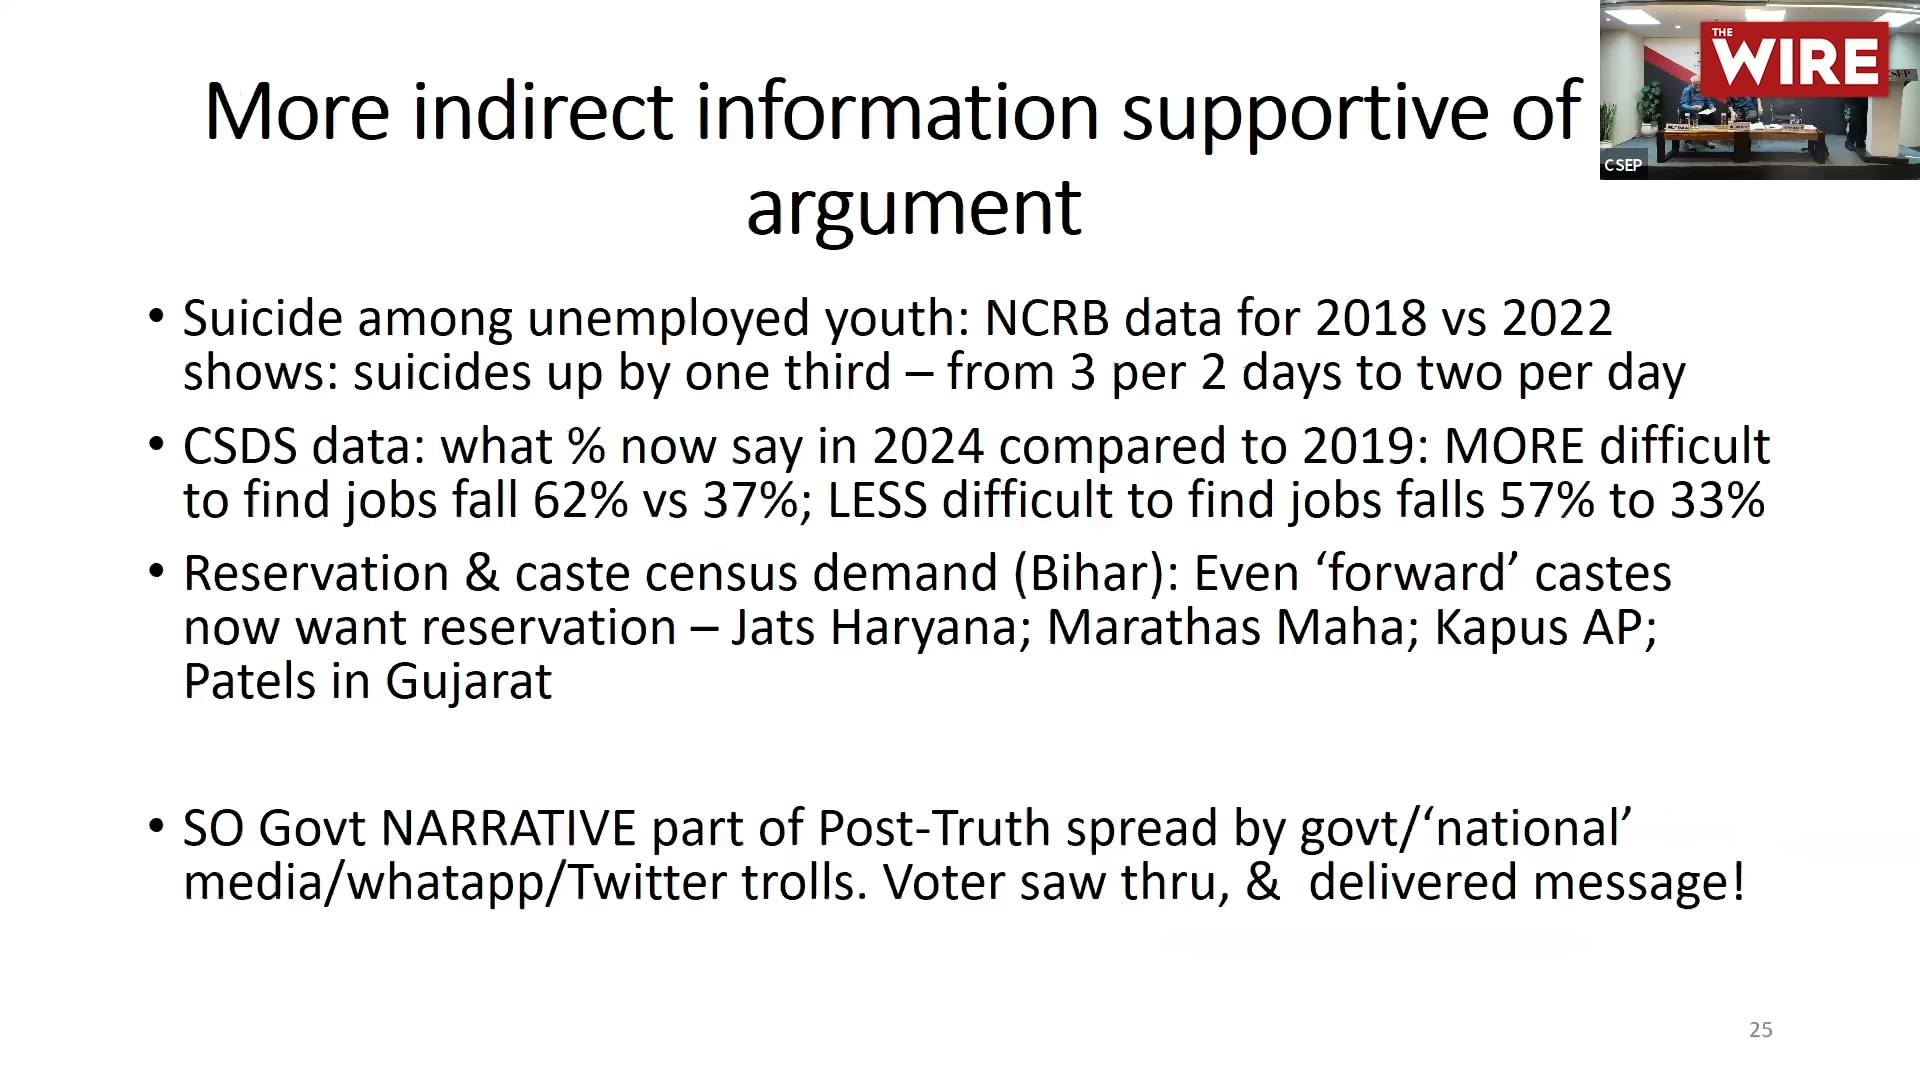 THE
WIRE
CSEP
More indirect information supportive of
argument
• Suicide among unemployed youth: NCRB data for 2018 vs 2022
shows: suicides up by one third – from 3 per 2 days to two per day
• CSDS data: what % now say in 2024 compared to 2019: MORE difficult
to find jobs fall 62% vs 37%; LESS difficult to find jobs falls 57% to 33%
• Reservation & caste census demand (Bihar): Even ‘forward’ castes
now want reservation – Jats Haryana; Marathas Maha; Kapus AP;
Patels in Gujarat
• SO Govt NARRATIVE part of Post-Truth spread by govt/‘national’
media/whatapp/Twitter trolls. Voter saw thru, &  delivered message!
25